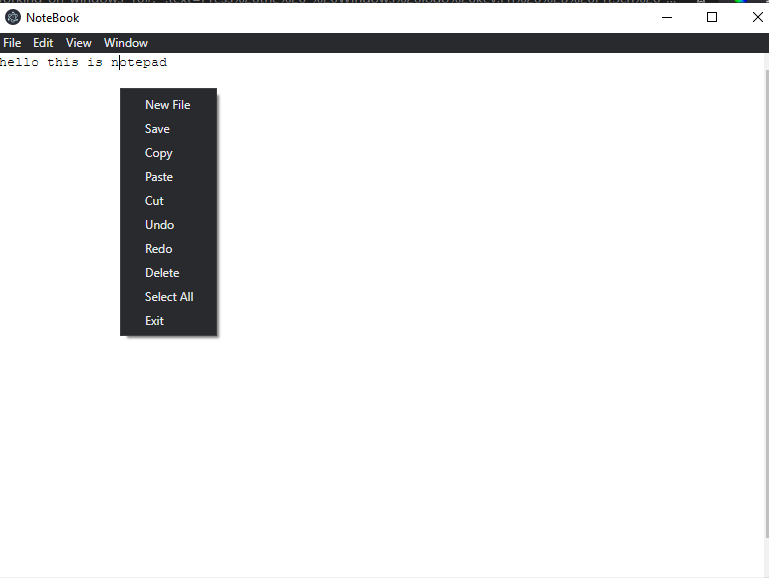 NoteBook
File Edit View Window
hello this is notepad
New File
Save
Copy
Paste
Cut
Undo
Redo
Delete
Select All
Exit